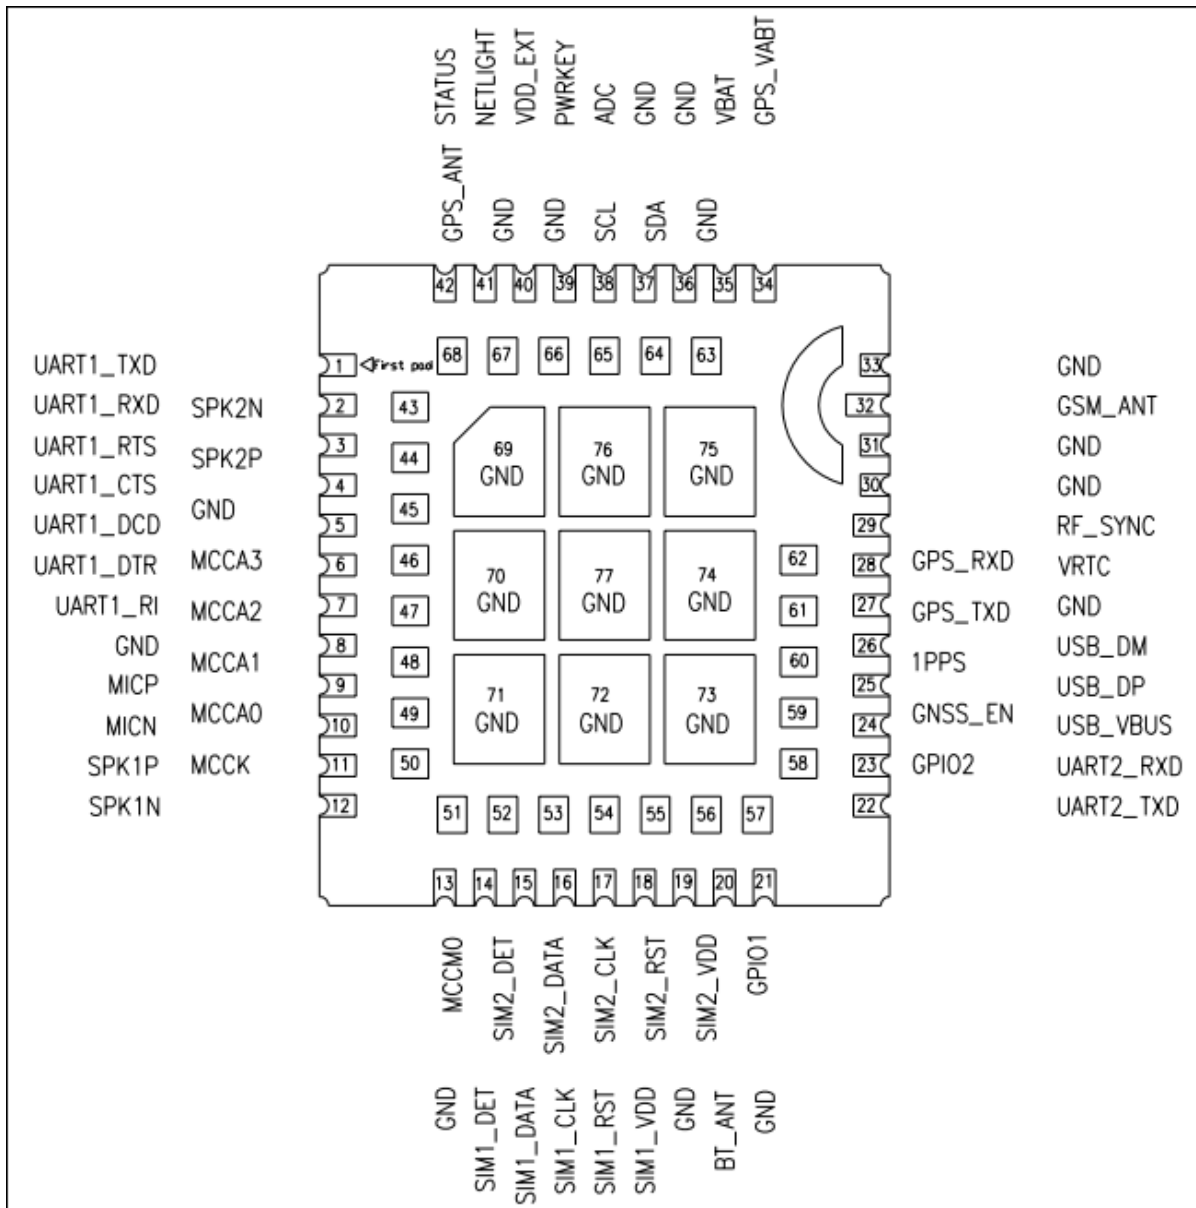 STATUS
NETLIGHT
VDD_EXT
PWRKEY
ADC
GND
GND
VBAT
GPS_VABT
GPS_ANT
GND
GND
SCL
SDA
GND
42 41 40 39 38 37 36 35 34
68 67 66 65 64 63
UART1_TXD
1
First pad
33
GND
UART1_RXD
SPK2N
2
43
32
GSM_ANT
UART1_RTS
SPK2P
3
44
31
GND
UART1_CTS
GND
4
45
30
GND
UART1_DCD
MCCA3
5
46
62
GPS_RXD
29
RF_SYNC
UART1_DTR
MCCA2
6
47
61
GPS_TXD
28
VRTC
UART1_RI
MCCA1
7
48
60
1PPS
27
GND
GND
MCCA0
8
49
59
GNSS_EN
26
USB_DM
MICP
MCCK
9
50
58
GPIO2
25
USB_DP
MICN
10
24
USB_VBUS
SPK1P
11
23
UART2_RXD
SPK1N
12
22
UART2_TXD
69
GND
76
GND
75
GND
70
GND
77
GND
74
GND
71
GND
72
GND
73
GND
51 52 53 54 55 56 57
13 14 15 16 17 18 19 20 21
MCCM0
SIM2_DET
SIM2_DATA
SIM2_CLK
SIM2_RST
SIM2_VDD
GPIO1
GND
SIM1_DET
SIM1_DATA
SIM1_CLK
SIM1_RST
SIM1_VDD
GND
BT_ANT
GND